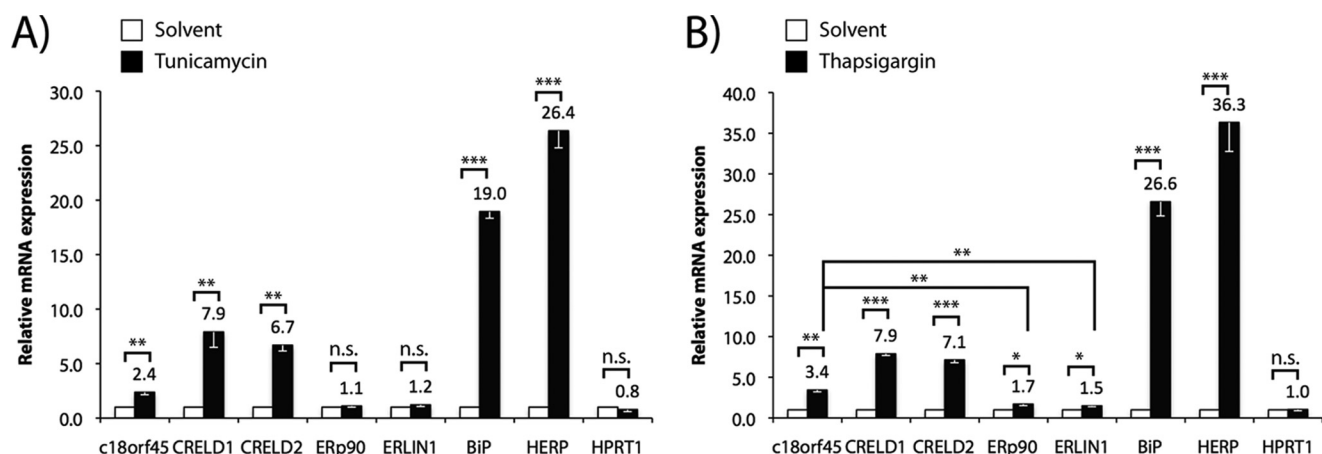 A)
Solvent
Tunicamycin
Relative mRNA expression
30.0
25.0
20.0
15.0
10.0
5.0
0.0
** 2.4
** 7.9
** 6.7
n.s. 1.1
n.s. 1.2
*** 19.0
*** 26.4
n.s. 0.8
c18orf45 CRELD1 CRELD2 ERp90 ERLIN1 BiP HERP HPRT1
B)
Solvent
Thapsigargin
Relative mRNA expression
40.0
35.0
30.0
25.0
20.0
15.0
10.0
5.0
0.0
**
**
** 3.4
*** 7.9
*** 7.1
* 1.7
* 1.5
*** 26.6
*** 36.3
n.s. 1.0
c18orf45 CRELD1 CRELD2 ERp90 ERLIN1 BiP HERP HPRT1